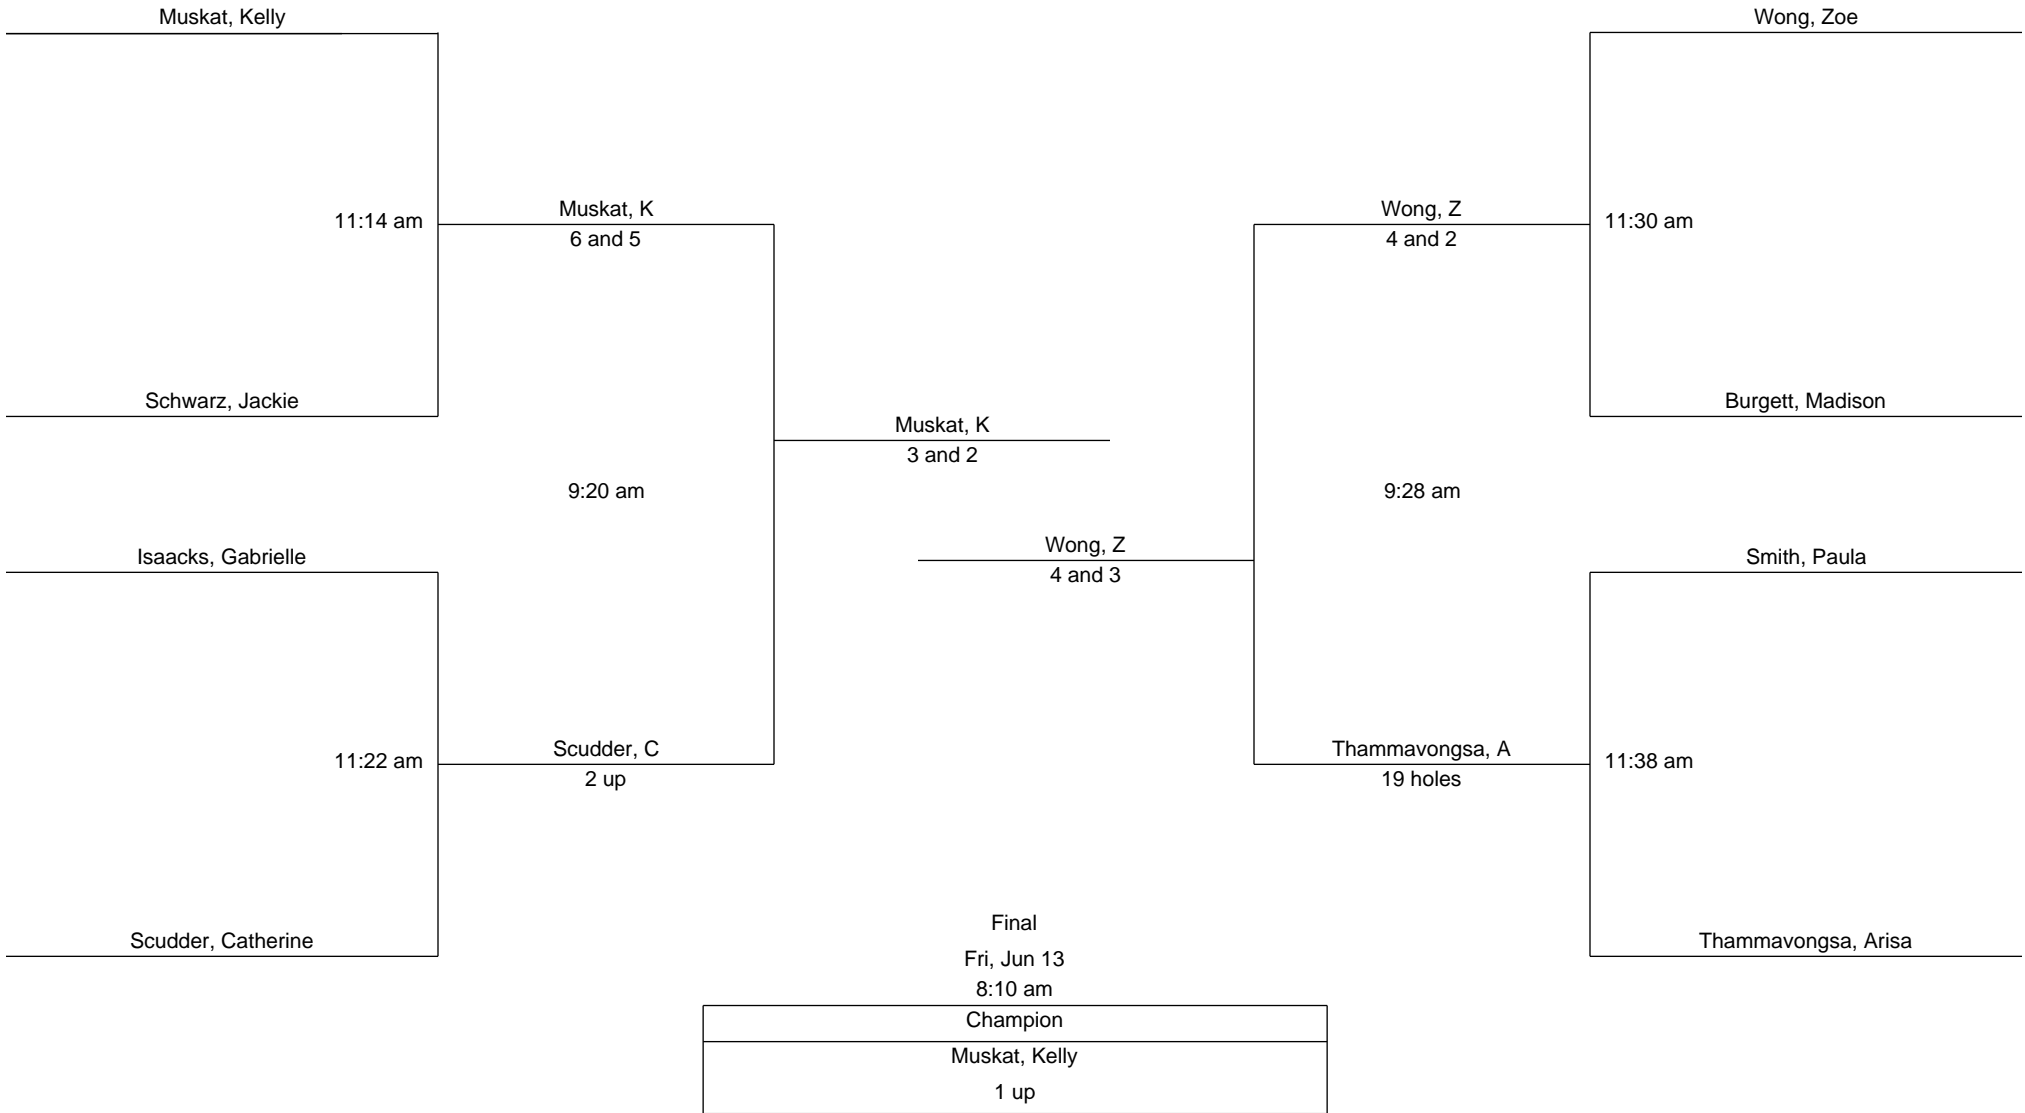 Muskat, Kelly
Wong, Zoe
11:14 am
Muskat, K
6 and 5
Wong, Z
4 and 2
11:30 am
Schwarz, Jackie
Burgett, Madison
Muskat, K
3 and 2
9:20 am
9:28 am
Wong, Z
4 and 3
Isaacks, Gabrielle
Smith, Paula
11:22 am
Scudder, C
2 up
Thammavongsa, A
19 holes
11:38 am
Scudder, Catherine
Thammavongsa, Arisa
Final
Fri, Jun 13
8:10 am
Champion
Muskat, Kelly
1 up